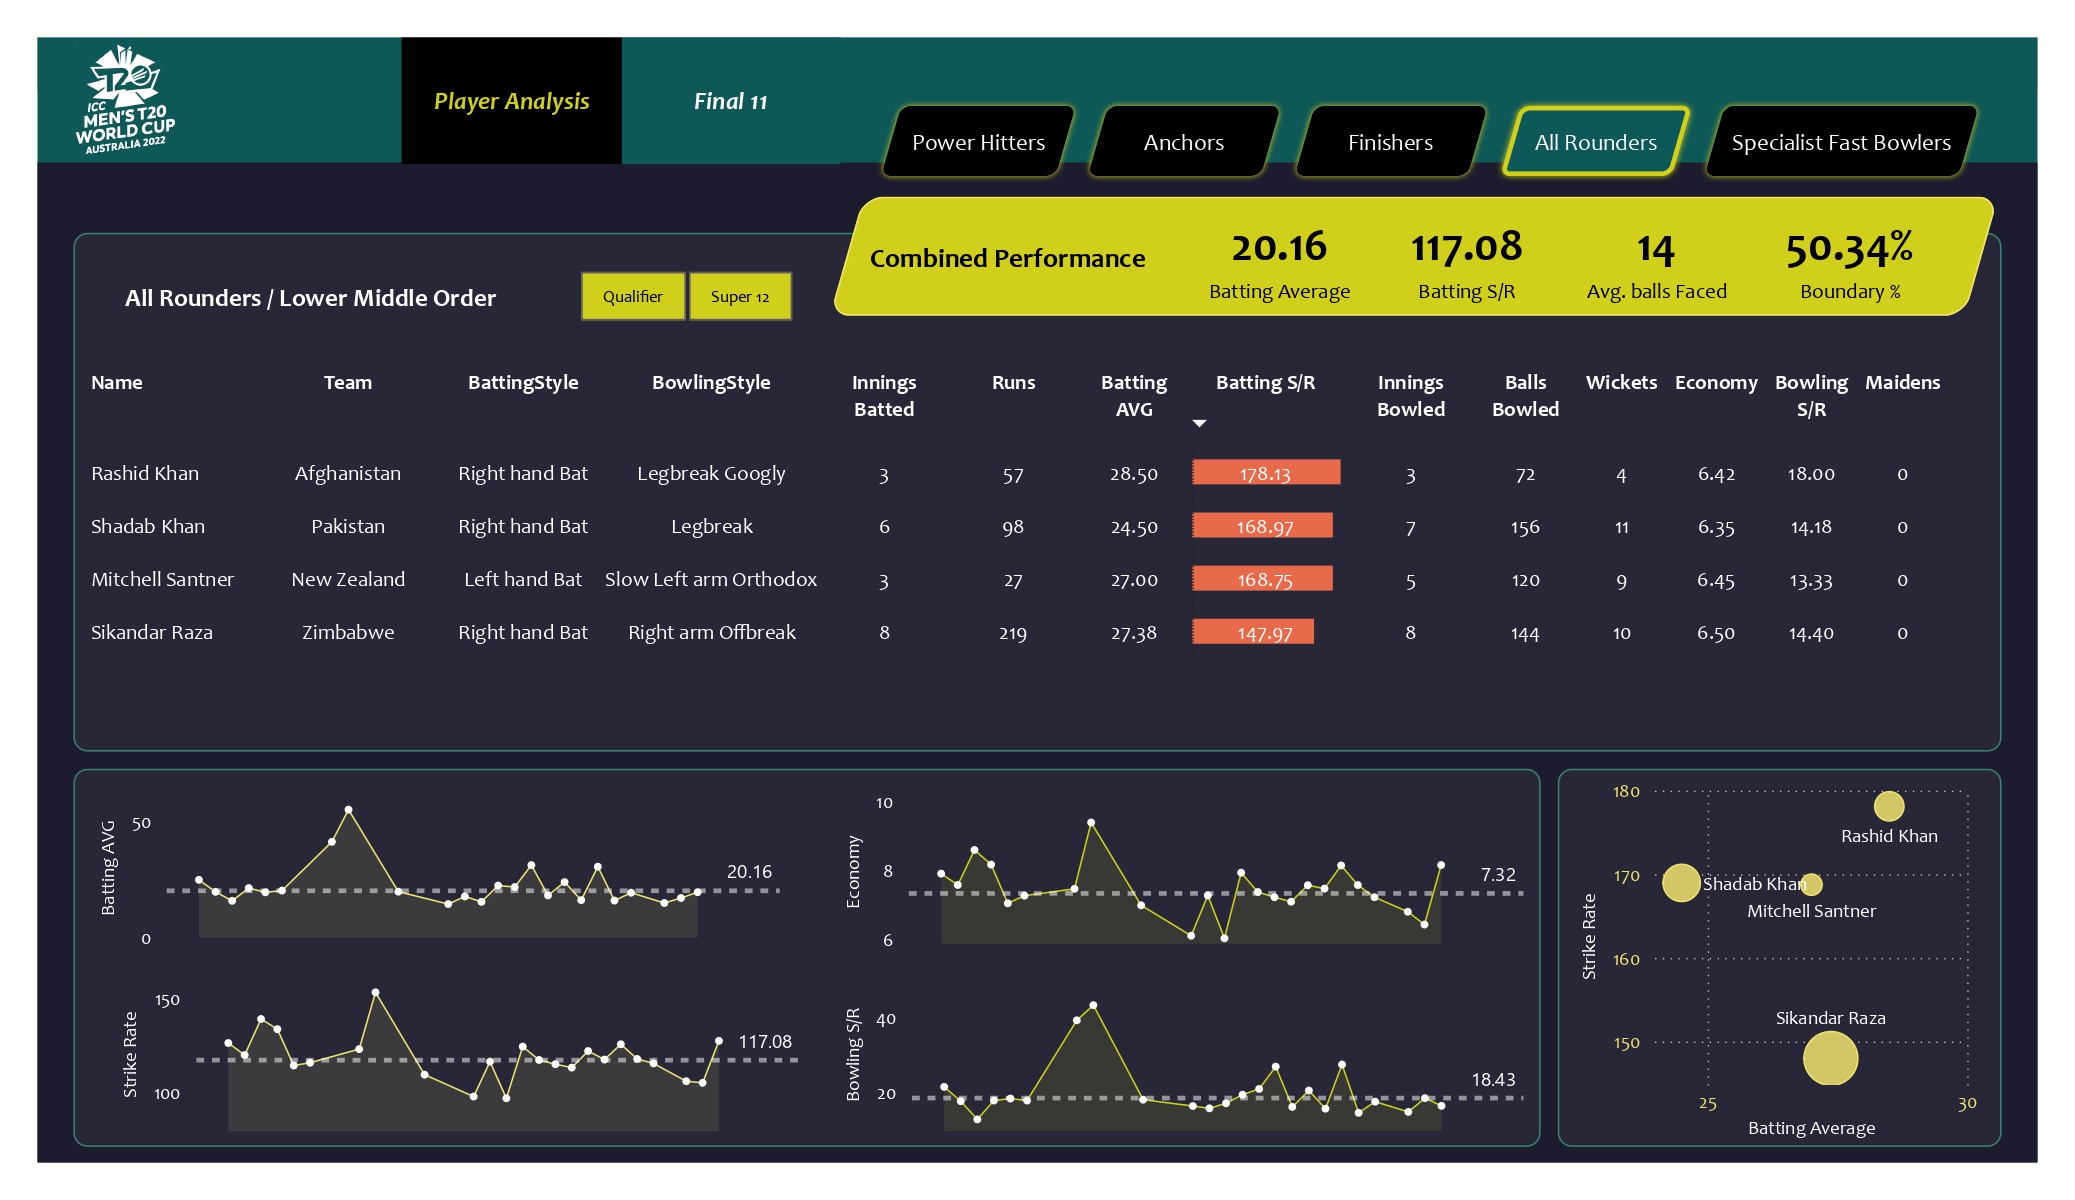 ICC
MEN'S T20
WORLD CUP
AUSTRALIA 2022
Player Analysis
Final 11
Power Hitters
Anchors
Finishers
All Rounders
Specialist Fast Bowlers
Combined Performance
20.16
Batting Average
117.08
Batting S/R
14
Avg. balls Faced
50.34%
Boundary %
All Rounders / Lower Middle Order
Qualifier
Super 12
Name Team BattingStyle BowlingStyle Innings Batted Runs Batting AVG Batting S/R Innings Bowled Balls Bowled Wickets Economy Bowling S/R Maidens
Rashid Khan Afghanistan Right hand Bat Legbreak Googly 3 57 28.50 178.13 3 72 4 6.42 18.00 0
Shadab Khan Pakistan Right hand Bat Legbreak 6 98 24.50 168.97 7 156 11 6.35 14.18 0
Mitchell Santner New Zealand Left hand Bat Slow Left arm Orthodox 3 27 27.00 168.75 5 120 9 6.45 13.33 0
Sikandar Raza Zimbabwe Right hand Bat Right arm Offbreak 8 219 27.38 147.97 8 144 10 6.50 14.40 0
Batting AVG
50
0
20.16
Economy
10
8
6
7.32
Strike Rate
150
100
117.08
Bowling S/R
40
20
18.43
Strike Rate
180
170
160
150
Rashid Khan
Shadab Khan
Mitchell Santner
Sikandar Raza
25
30
Batting Average